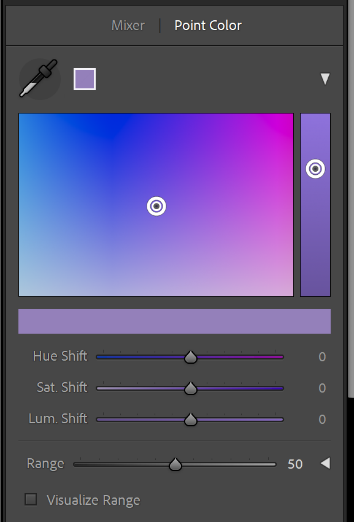 Mixer | Point Color
Hue Shift 0
Sat. Shift 0
Lum. Shift 0
Range 50
Visualize Range